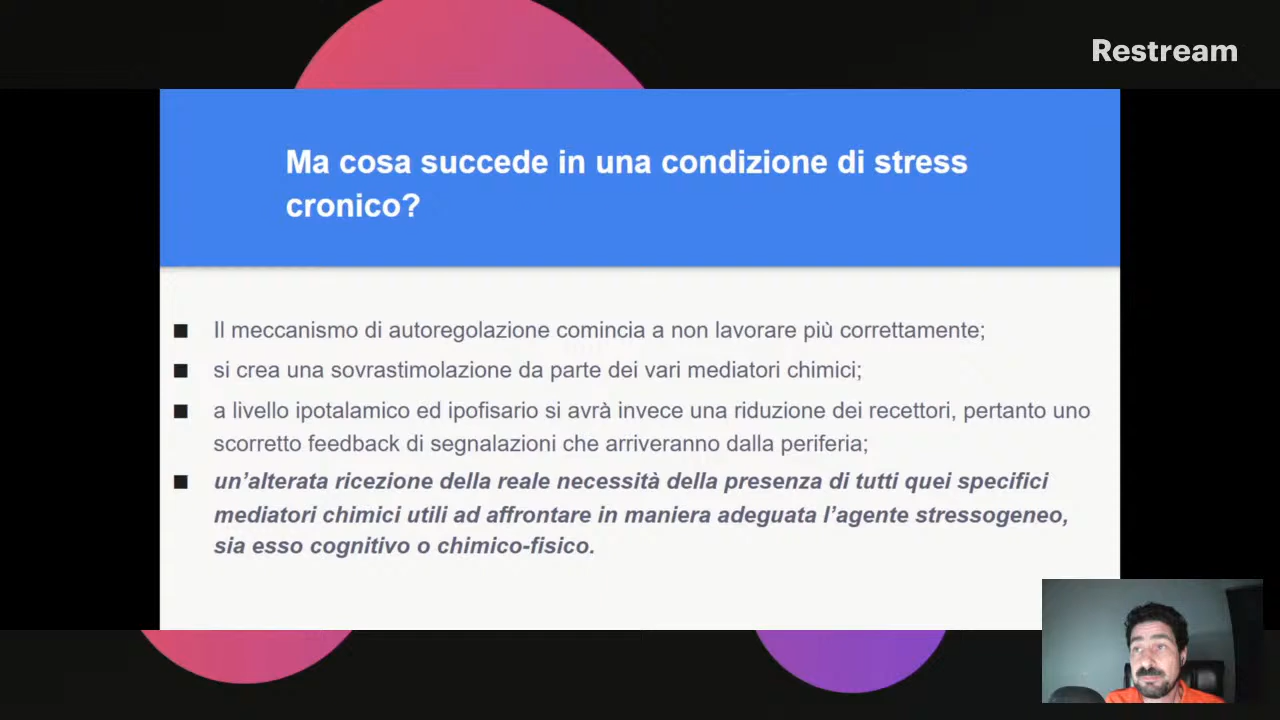 Restream
Ma cosa succede in una condizione di stress
cronico?
Il meccanismo di autoregolazione comincia a non lavorare più correttamente;
si crea una sovrastimolazione da parte dei vari mediatori chimici;
a livello ipotalamico ed ipofisario si avrà invece una riduzione dei recettori, pertanto uno
scorretto feedback di segnalazioni che arriveranno dalla periferia;
un’alterata ricezione della reale necessità della presenza di tutti quei specifici
mediatori chimici utili ad affrontare in maniera adeguata l’agente stressogeneo,
sia esso cognitivo o chimico-fisico.